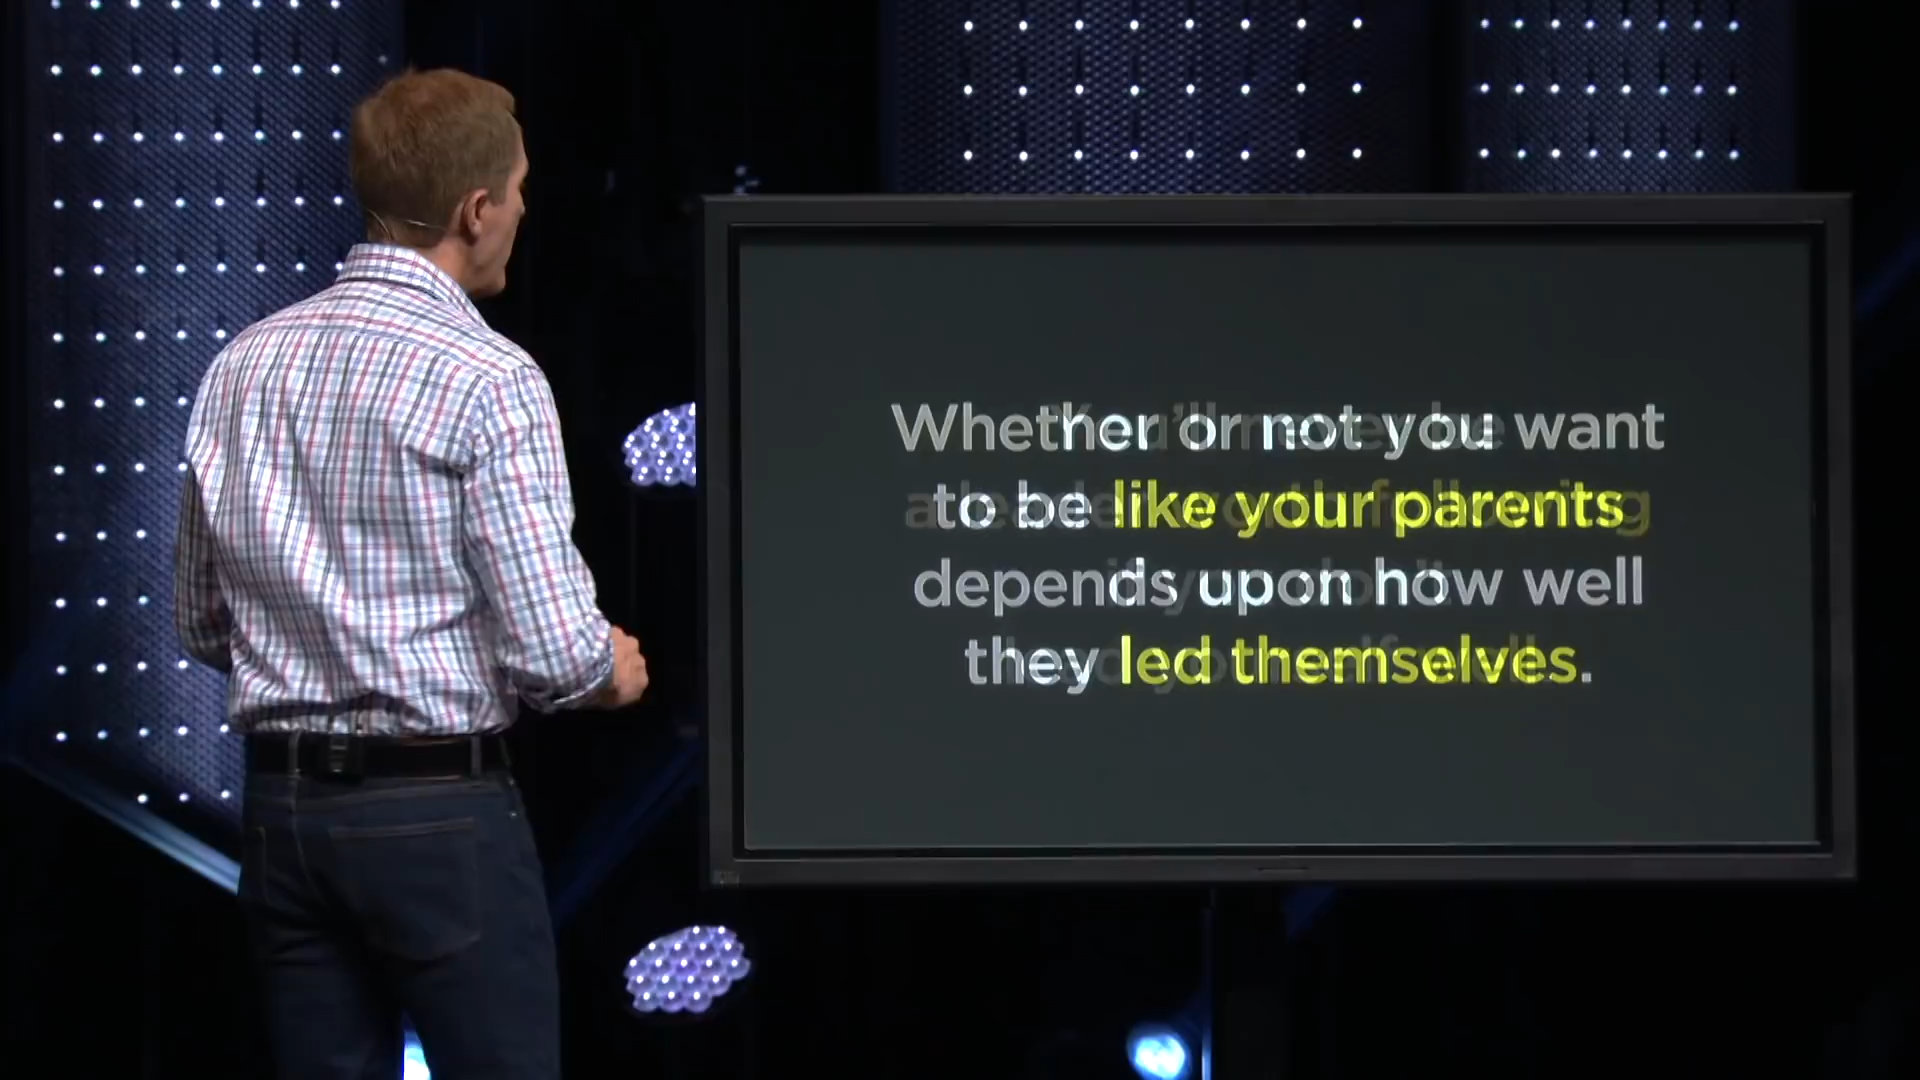 Whether or not you want
to be like your parents
depends upon how well
they led themselves.